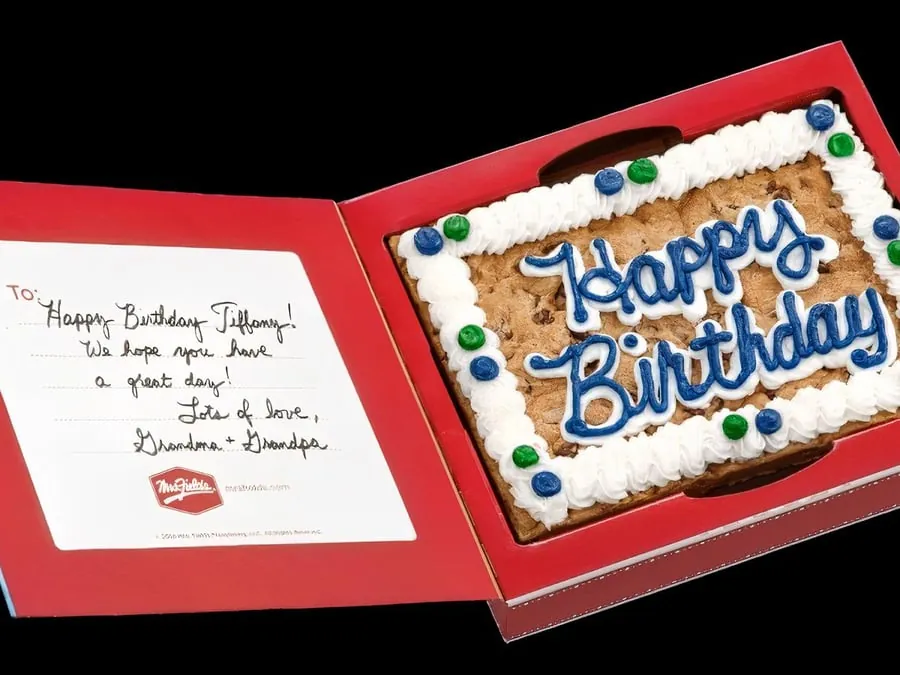 TO:
Happy Birthday Tiffany!
We hope you have
a great day!
Lots of love,
Grandma + Grandpa
Mrs. Fields
mrsfields.com
Happy
Birthday